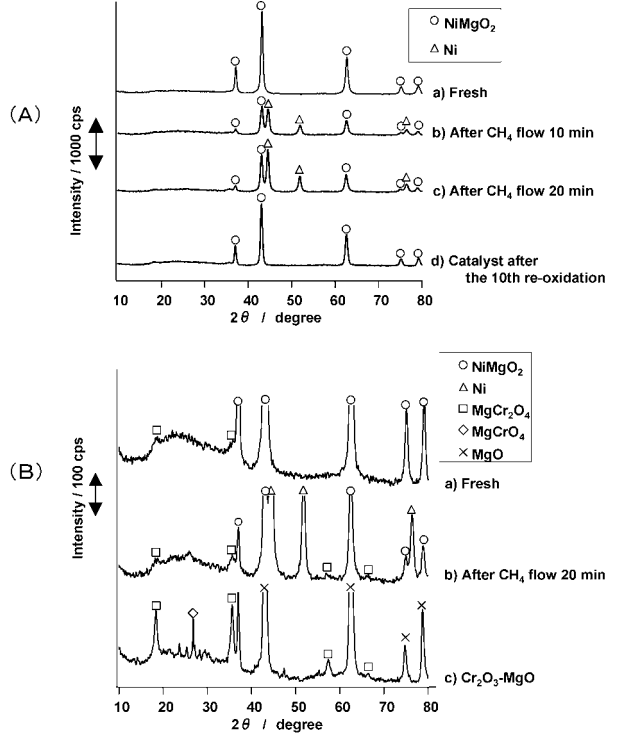 (A)
○ NiMgO₂
△ Ni
Intensity / 1000 cps
a) Fresh
b) After CH₄ flow 10 min
c) After CH₄ flow 20 min
d) Catalyst after
the 10th re-oxidation
10 20 30 40 50 60 70 80
2θ / degree
(B)
○ NiMgO₂
△ Ni
□ MgCr₂O₄
◇ MgCrO₄
× MgO
Intensity / 100 cps
a) Fresh
b) After CH₄ flow 20 min
c) Cr₂O₃-MgO
10 20 30 40 50 60 70 80
2θ / degree